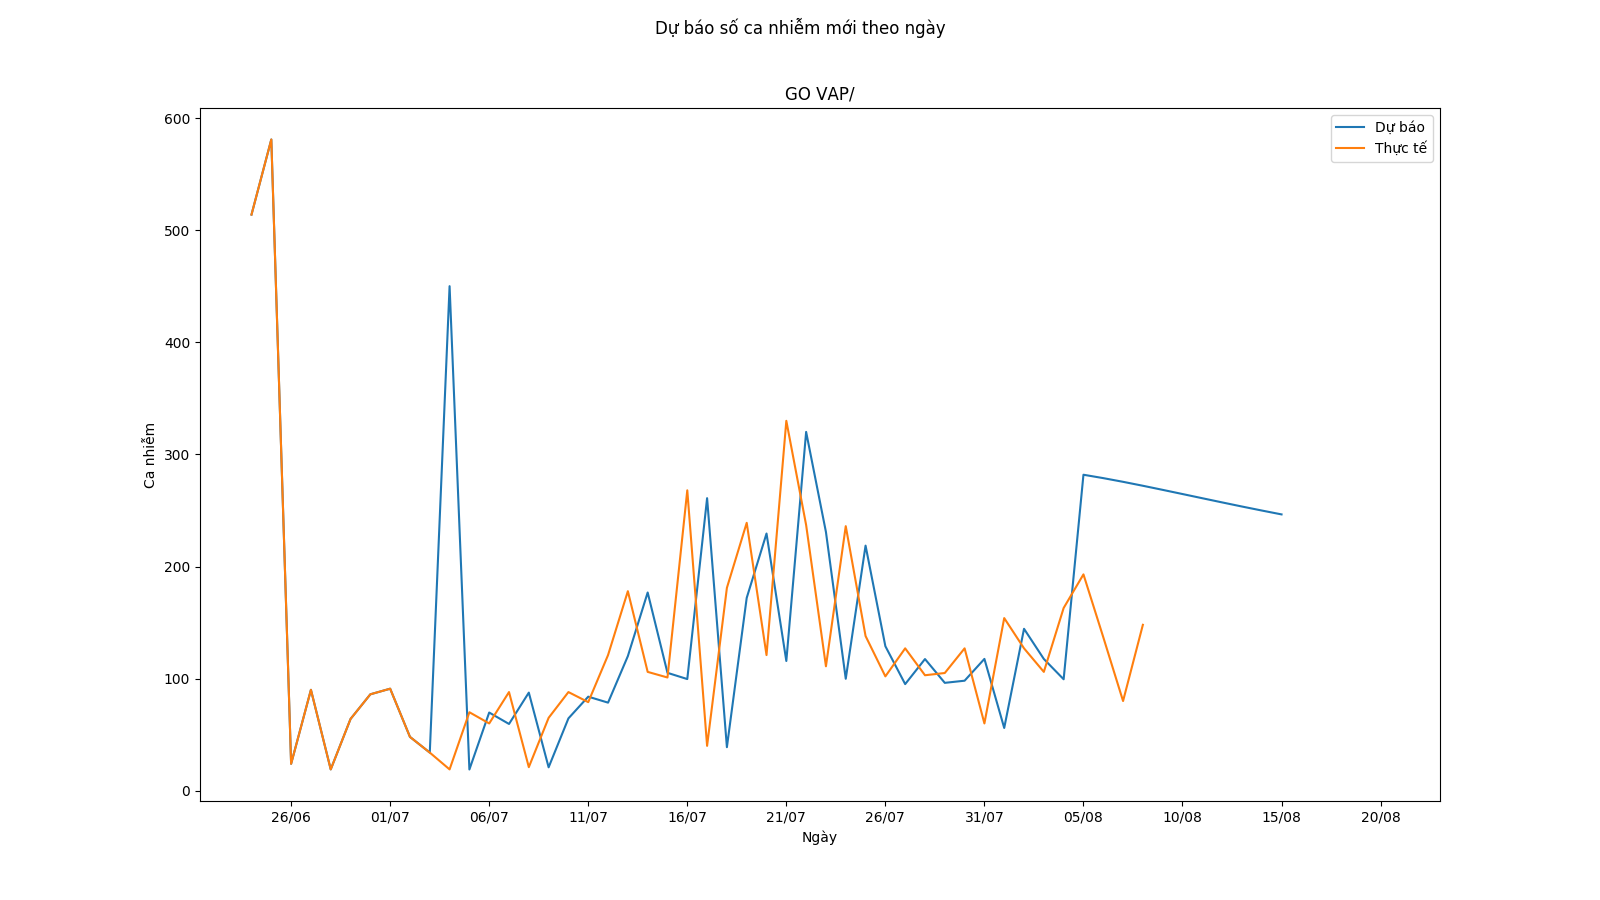 Dự báo số ca nhiễm mới theo ngày
GO VAP/
Dự báo
Thực tế
600
500
400
300
200
100
0
Ca nhiễm
26/06 01/07 06/07 11/07 16/07 21/07 26/07 31/07 05/08 10/08 15/08 20/08
Ngày